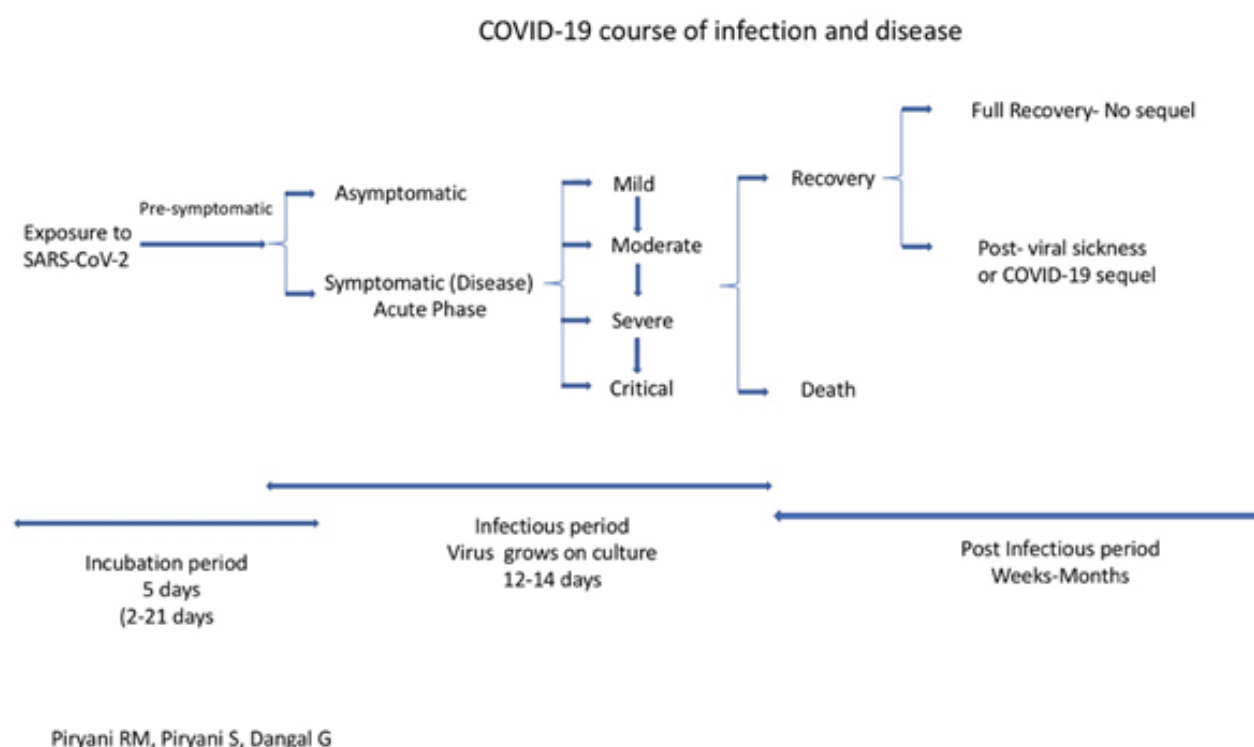 COVID-19 course of infection and disease
Exposure to
SARS-CoV-2
Pre-symptomatic
Asymptomatic
Symptomatic (Disease)
Acute Phase
Mild
Moderate
Severe
Critical
Recovery
Death
Full Recovery- No sequel
Post- viral sickness
or COVID-19 sequel
Incubation period
5 days
(2-21 days
Infectious period
Virus grows on culture
12-14 days
Post Infectious period
Weeks-Months
Piryani RM, Piryani S, Dangal G